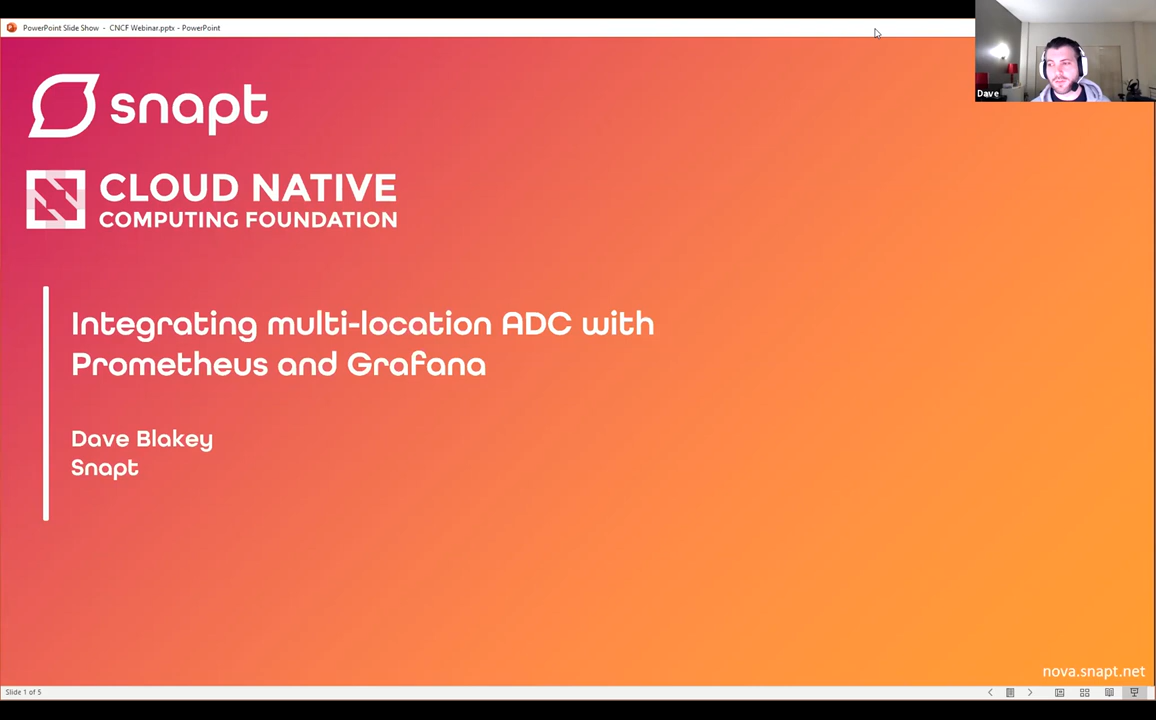 PowerPoint Slide Show - CNCF Webinar.pptx - PowerPoint
Dave
snapt
CLOUD NATIVE
COMPUTING FOUNDATION
Integrating multi-location ADC with
Prometheus and Grafana
Dave Blakey
Snapt
nova.snapt.net
Slide 1 of 5